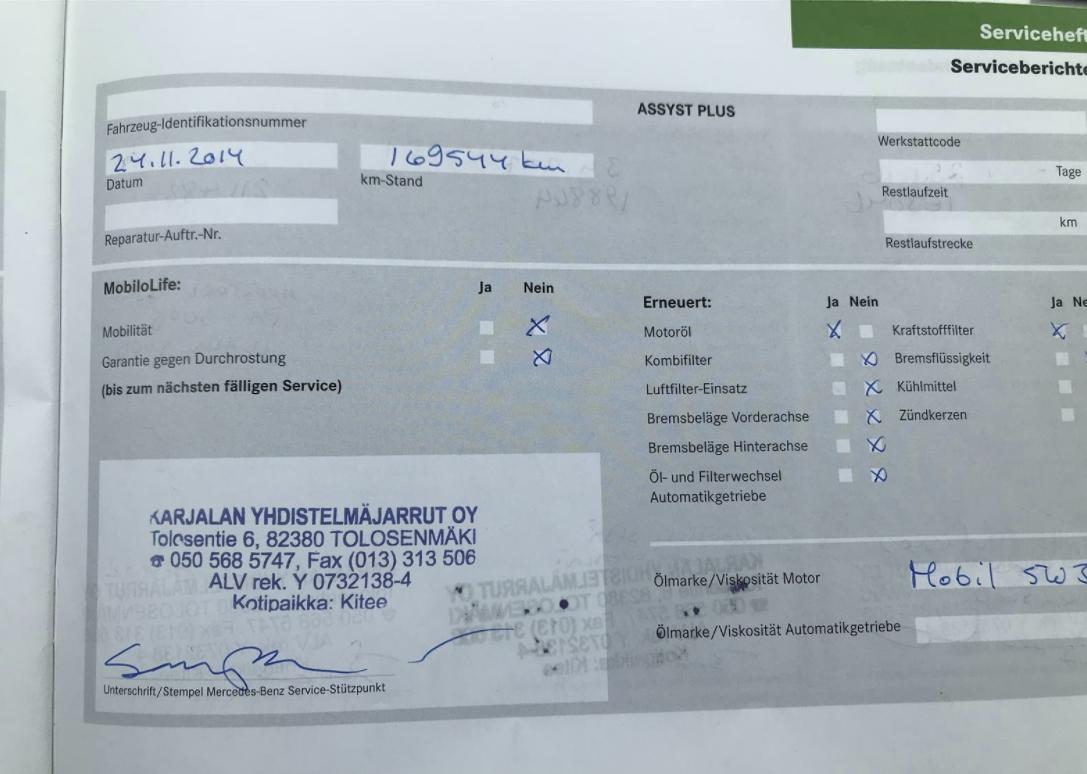 Serviceheft
Serviceberichte
ASSYST PLUS
Fahrzeug-Identifikationsnummer
Werkstattcode
24.11.2014
169544 km
Datum
km-Stand
Tage
Restlaufzeit
Reparatur-Auftr.-Nr.
km
Restlaufstrecke
MobiloLife:
Ja Nein
Mobilität
Garantie gegen Durchrostung
(bis zum nächsten fälligen Service)
Erneuert:
Ja Nein
Ja Ne
Motoröl X
Kraftstofffilter X
Kombifilter X
Bremsflüssigkeit
Luftfilter-Einsatz X
Kühlmittel
Bremsbeläge Vorderachse X
Zündkerzen
Bremsbeläge Hinterachse X
Öl- und Filterwechsel X
Automatikgetriebe
KARJALAN YHDISTELMÄJARRUT OY
Tolosentie 6, 82380 TOLOSENMÄKI
☎ 050 568 5747, Fax (013) 313 506
ALV rek. Y 0732138-4
Kotipaikka: Kitee
Unterschrift/Stempel Mercedes-Benz Service-Stützpunkt
Ölmarke/Viskosität Motor
Mobil 5W3
Ölmarke/Viskosität Automatikgetriebe